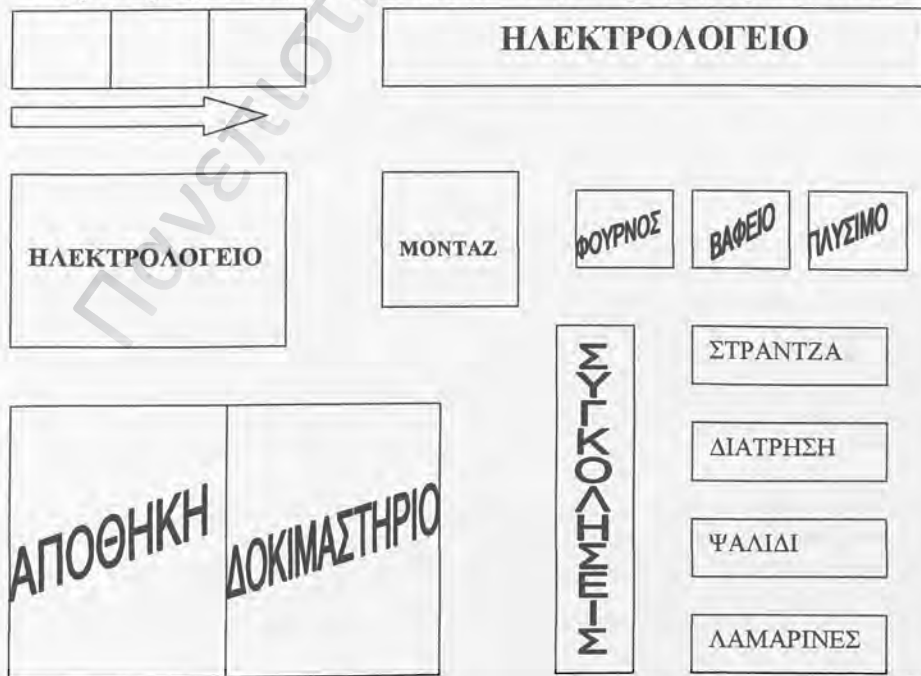 ΗΛΕΚΤΡΟΛΟΓΕΙΟ
ΗΛΕΚΤΡΟΛΟΓΕΙΟ
ΜΟΝΤΑΖ
ΦΟΥΡΝΟΣ
ΒΑΦΕΙΟ
ΠΛΥΣΙΜΟ
ΣΥΓΚΟΛΗΣΕΙΣ
ΣΤΡΑΝΤΖΑ
ΔΙΑΤΡΗΣΗ
ΨΑΛΙΔΙ
ΛΑΜΑΡΙΝΕΣ
ΑΠΟΘΗΚΗ
ΔΟΚΙΜΑΣΤΗΡΙΟ